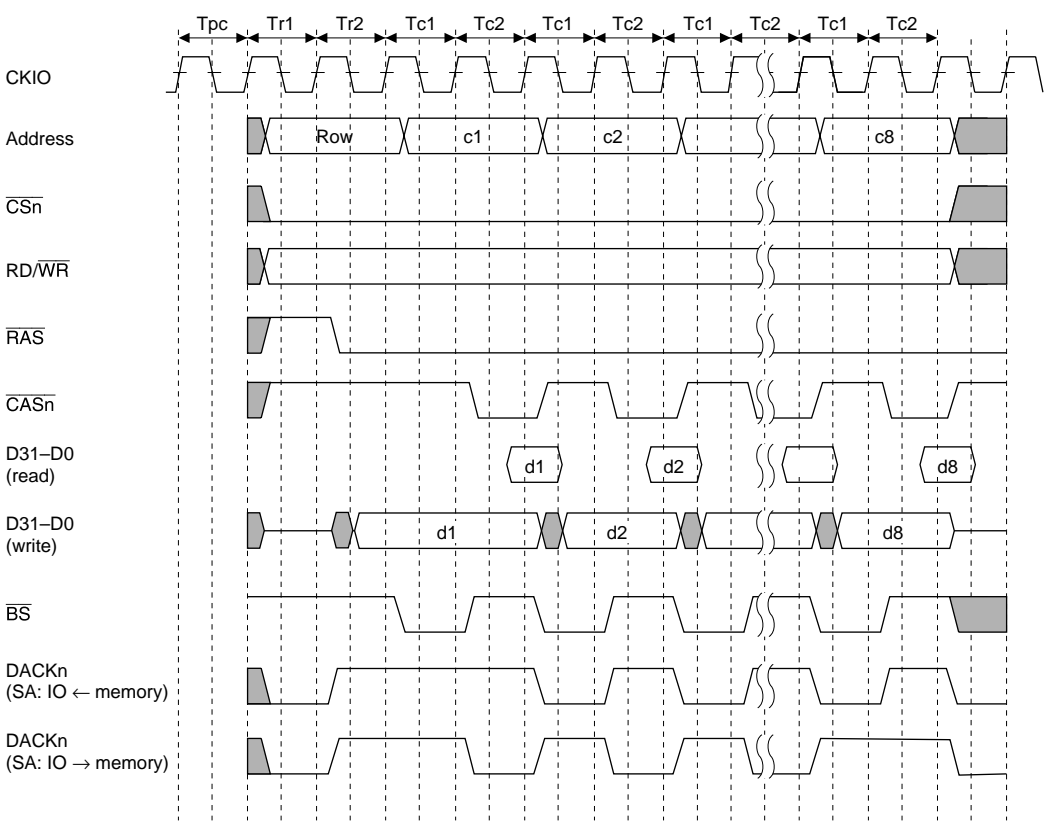 Tpc Tr1 Tr2 Tc1 Tc2 Tc1 Tc2 Tc1 Tc2 Tc1 Tc2
CKIO
Address Row c1 c2 c8
CSn
RD/WR
RAS
CASn
D31–D0
(read) d1 d2 d8
D31–D0
(write) d1 d2 d8
BS
DACKn
(SA: IO ← memory)
DACKn
(SA: IO → memory)